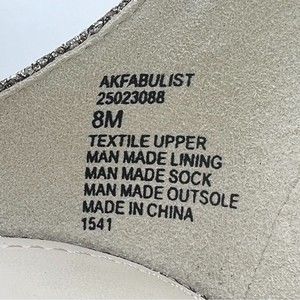 AKFABULIST
25023088
8M
TEXTILE UPPER
MAN MADE LINING
MAN MADE SOCK
MAN MADE OUTSOLE
MADE IN CHINA
1541